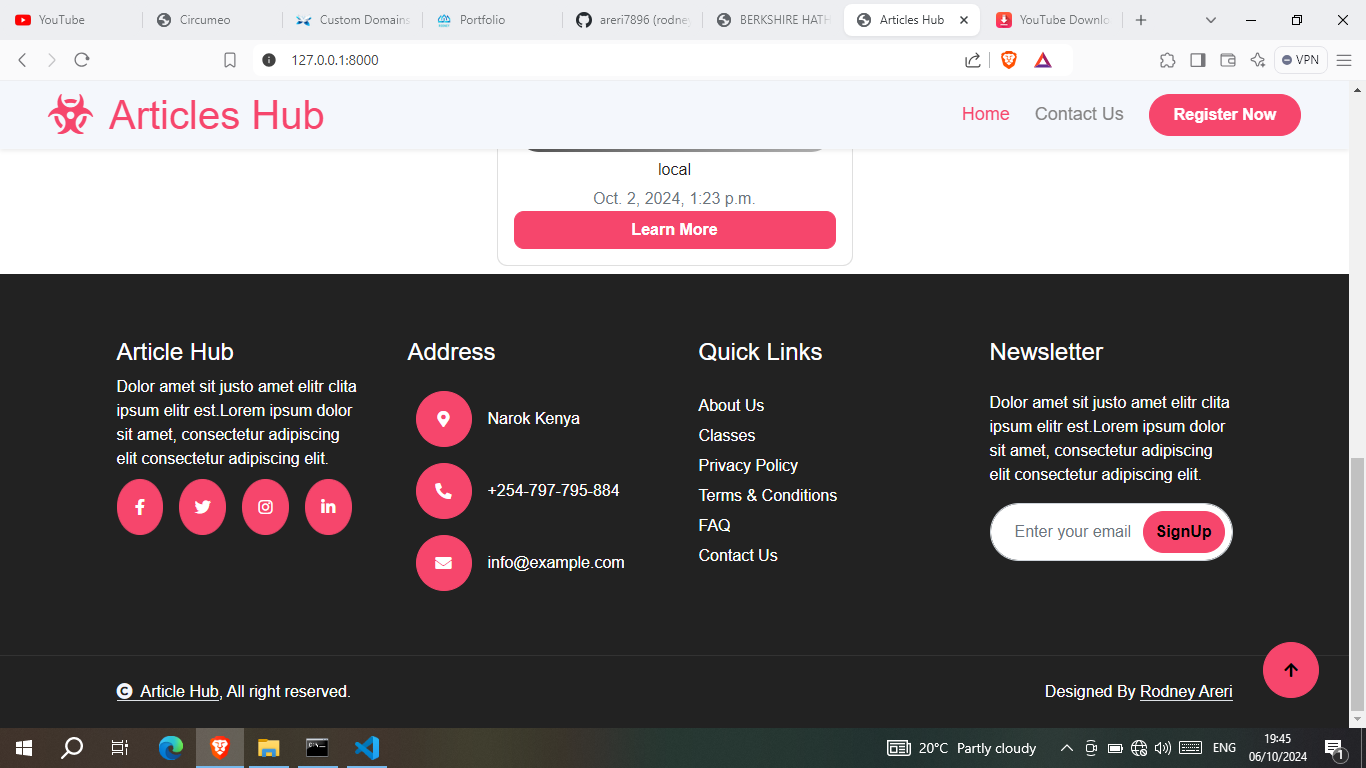 YouTube
Circumeo
Custom Domains
Portfolio
areri7896 (rodney
BERKSHIRE HATH
Articles Hub
YouTube Downlo
127.0.0.1:8000
VPN
Articles Hub
Home
Contact Us
Register Now
local
Oct. 2, 2024, 1:23 p.m.
Learn More
Article Hub
Dolor amet sit justo amet elitr clita
ipsum elitr est.Lorem ipsum dolor
sit amet, consectetur adipiscing
elit consectetur adipiscing elit.
Address
Narok Kenya
+254-797-795-884
info@example.com
Quick Links
About Us
Classes
Privacy Policy
Terms & Conditions
FAQ
Contact Us
Newsletter
Dolor amet sit justo amet elitr clita
ipsum elitr est.Lorem ipsum dolor
sit amet, consectetur adipiscing
elit consectetur adipiscing elit.
Enter your email
SignUp
© Article Hub, All right reserved.
Designed By Rodney Areri
20°C Partly cloudy
ENG
19:45
06/10/2024
1